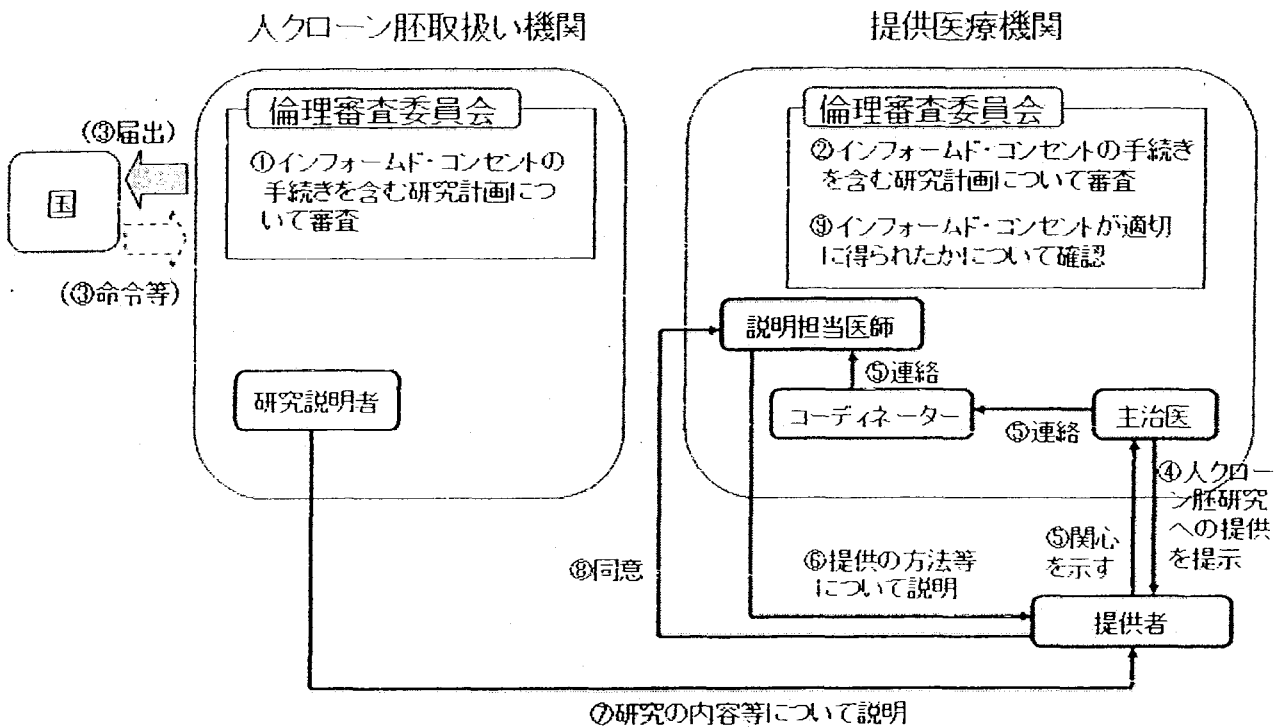 人クローン胚取扱い機関
提供医療機関
倫理審査委員会
①インフォームド・コンセントの
手続きを含む研究計画につ
いて審査
(③届出)
国
(③命令等)
研究説明者
倫理審査委員会
②インフォームド・コンセントの手続き
を含む研究計画について審査
⑨インフォームド・コンセントが適切
に得られたかについて確認
説明担当医師
⑤連絡
コーディネーター
⑤連絡
主治医
④人クロー
ン胚研究
への提供
を提示
⑤関心
を示す
⑥提供の方法等
について説明
⑧同意
提供者
⑦研究の内容等について説明